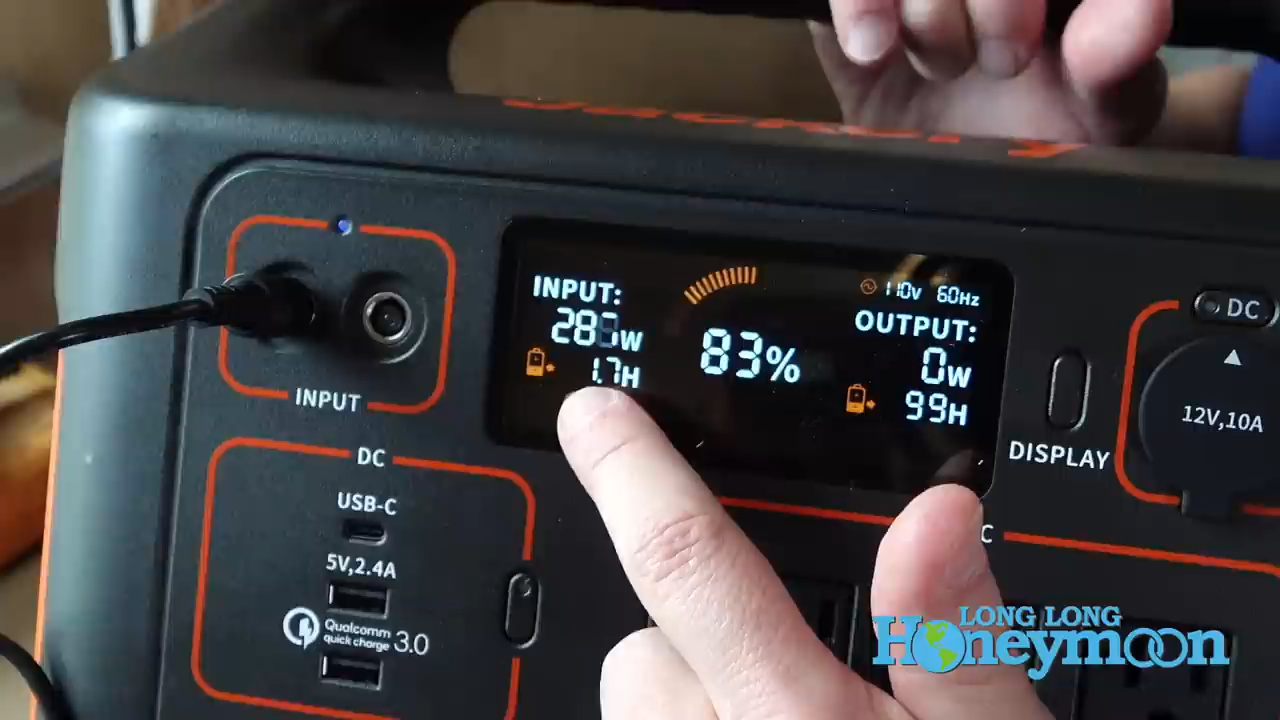 Jackery
INPUT:
1.7H
83%
110V 60HZ
OUTPUT:
0W
99H
INPUT
DISPLAY
DC
12V,10A
DC
USB-C
5V,2.4A
Qualcomm
quick charge 3.0
LONG LONG
Honeymoon